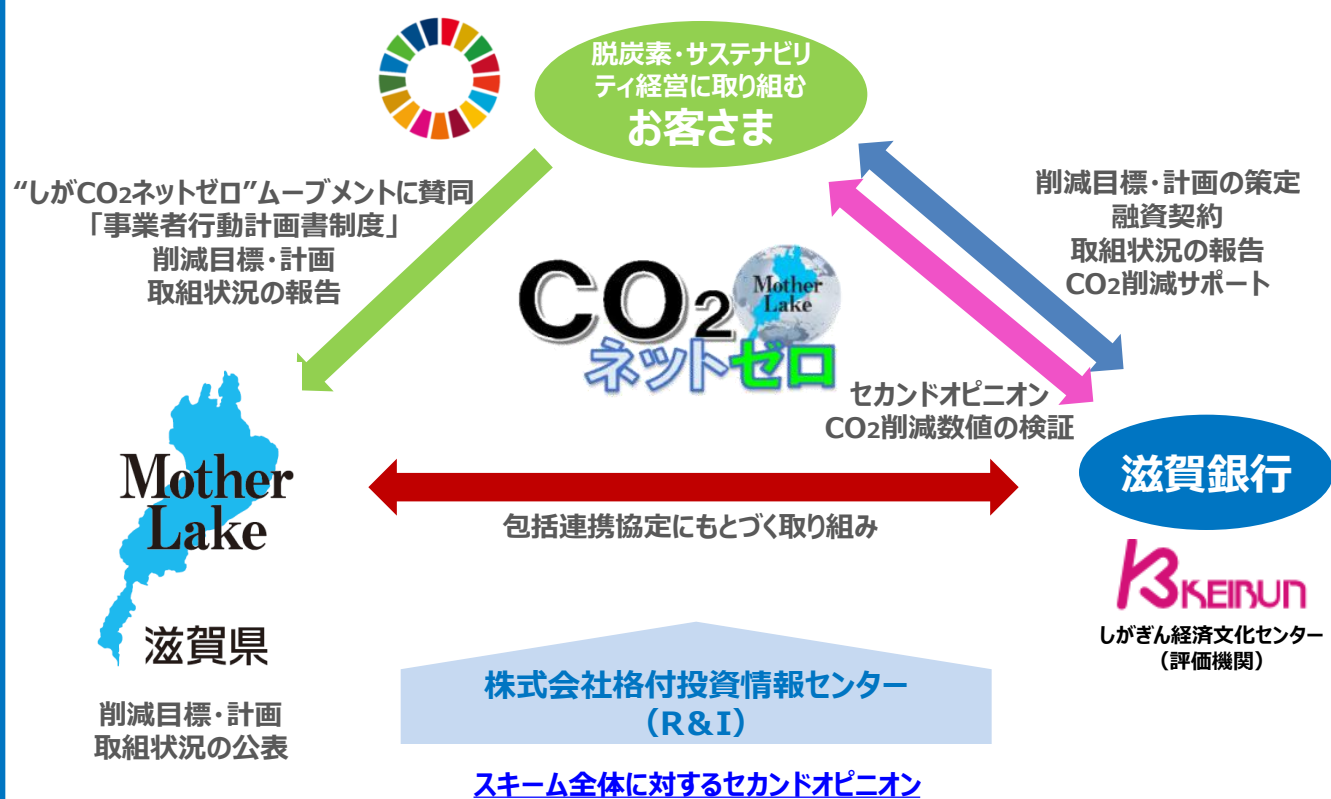 脱炭素・サステナビリ
ティ経営に取り組む
お客さま
“しがCO2ネットゼロ”ムーブメントに賛同
「事業者行動計画書制度」
削減目標・計画
取組状況の報告
削減目標・計画の策定
融資契約
取組状況の報告
CO2削減サポート
CO2
Mother
Lake
ネットゼロ
セカンドオピニオン
CO2削減数値の検証
Mother
Lake
滋賀県
削減目標・計画
取組状況の公表
包括連携協定にもとづく取り組み
滋賀銀行
KEIBUN
しがぎん経済文化センター
（評価機関）
株式会社格付投資情報センター
（R＆I）
スキーム全体に対するセカンドオピニオン